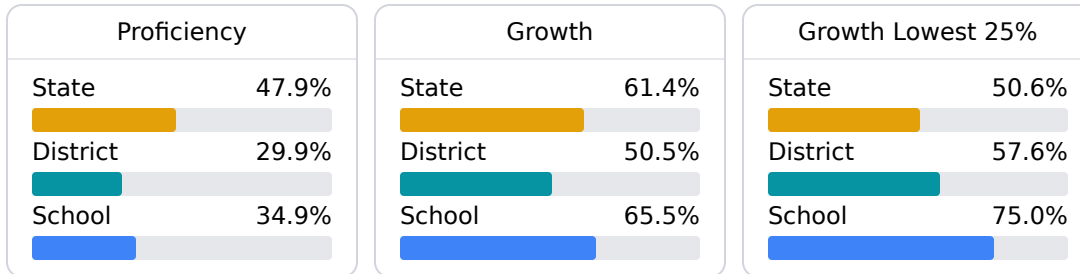 Proficiency
State 47.9%
District 29.9%
School 34.9%
Growth
State 61.4%
District 50.5%
School 65.5%
Growth Lowest 25%
State 50.6%
District 57.6%
School 75.0%